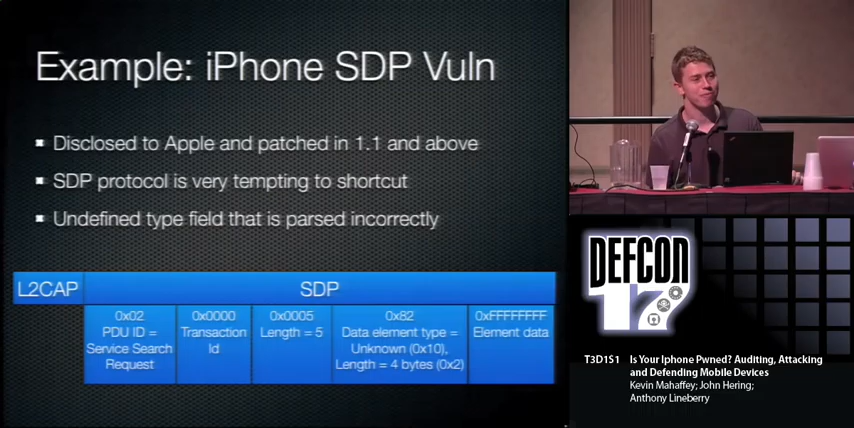 Example: iPhone SDP Vuln
Disclosed to Apple and patched in 1.1 and above
SDP protocol is very tempting to shortcut
Undefined type field that is parsed incorrectly
L2CAP
SDP
0x02
PDU ID =
Service Search
Request
0x0000
Transaction
Id
0x0005
Length = 5
0x82
Data element type =
Unknown (0x10),
Length = 4 bytes (0x2)
0xFFFFFFFF
Element data
DEFCON
17
T3D1S1 Is Your Iphone Pwned? Auditing, Attacking
and Defending Mobile Devices
Kevin Mahaffey; John Hering;
Anthony Lineberry